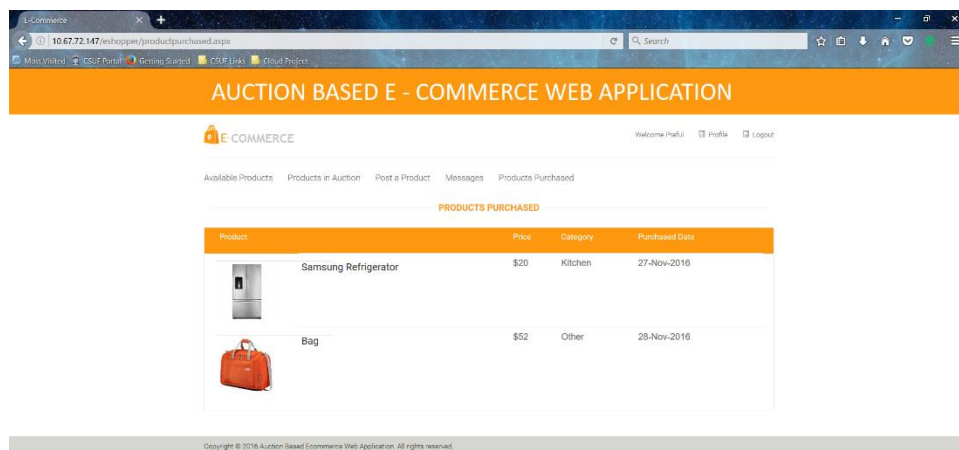 E-Commerce
10.67.72.147/eshopper/productpurchased.aspx
Search
Most Visited CSUF Portal Getting Started CSUF Links Cloud Project
AUCTION BASED E - COMMERCE WEB APPLICATION
E-COMMERCE
Welcome Praful Profile Logout
Available Products Products in Auction Post a Product Messages Products Purchased
PRODUCTS PURCHASED
Product Price Category Purchased Date
Samsung Refrigerator $20 Kitchen 27-Nov-2016
Bag $52 Other 28-Nov-2016
Copyright © 2016 Auction Based Ecommerce Web Application. All rights reserved.